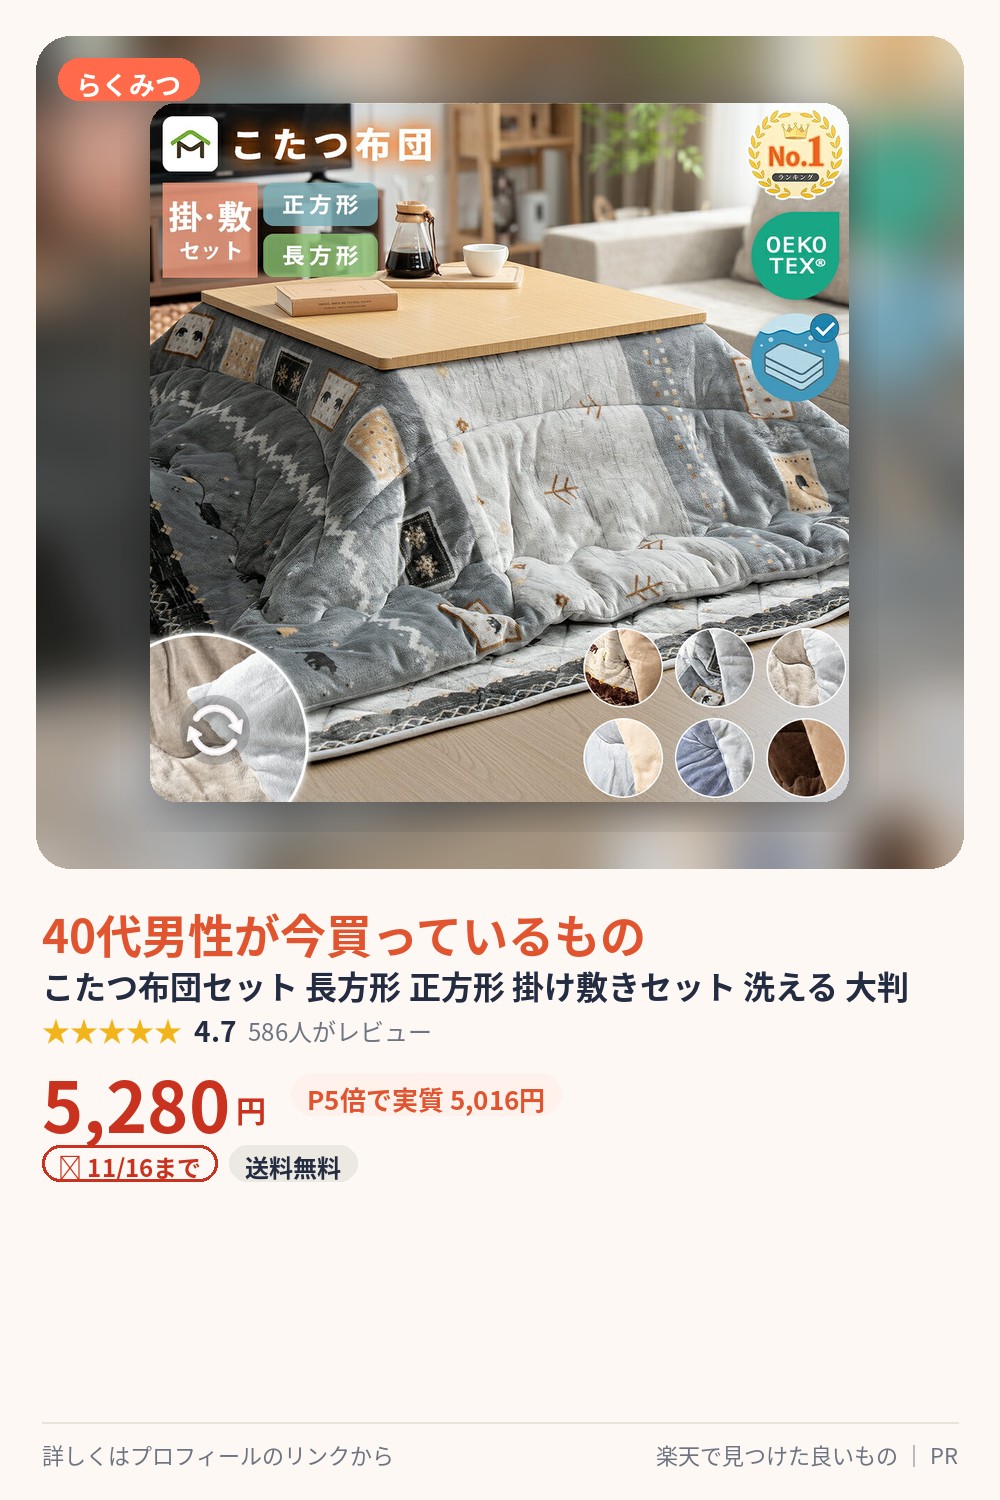 らくみつ
こたつ布団
掛・敷
セット
正方形
長方形
No.1
ランキング
OEKO
TEX®
40代男性が今買っているもの
こたつ布団セット 長方形 正方形 掛け敷きセット 洗える 大判
★★★★★ 4.7 586人がレビュー
5,280円 P5倍で実質 5,016円
11/16まで 送料無料
詳しくはプロフィールのリンクから
楽天で見つけた良いもの | PR